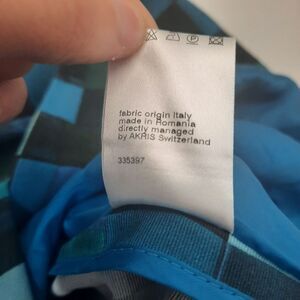 fabric origin Italy
made in Romania
directly managed
by AKRIS Switzerland
335397